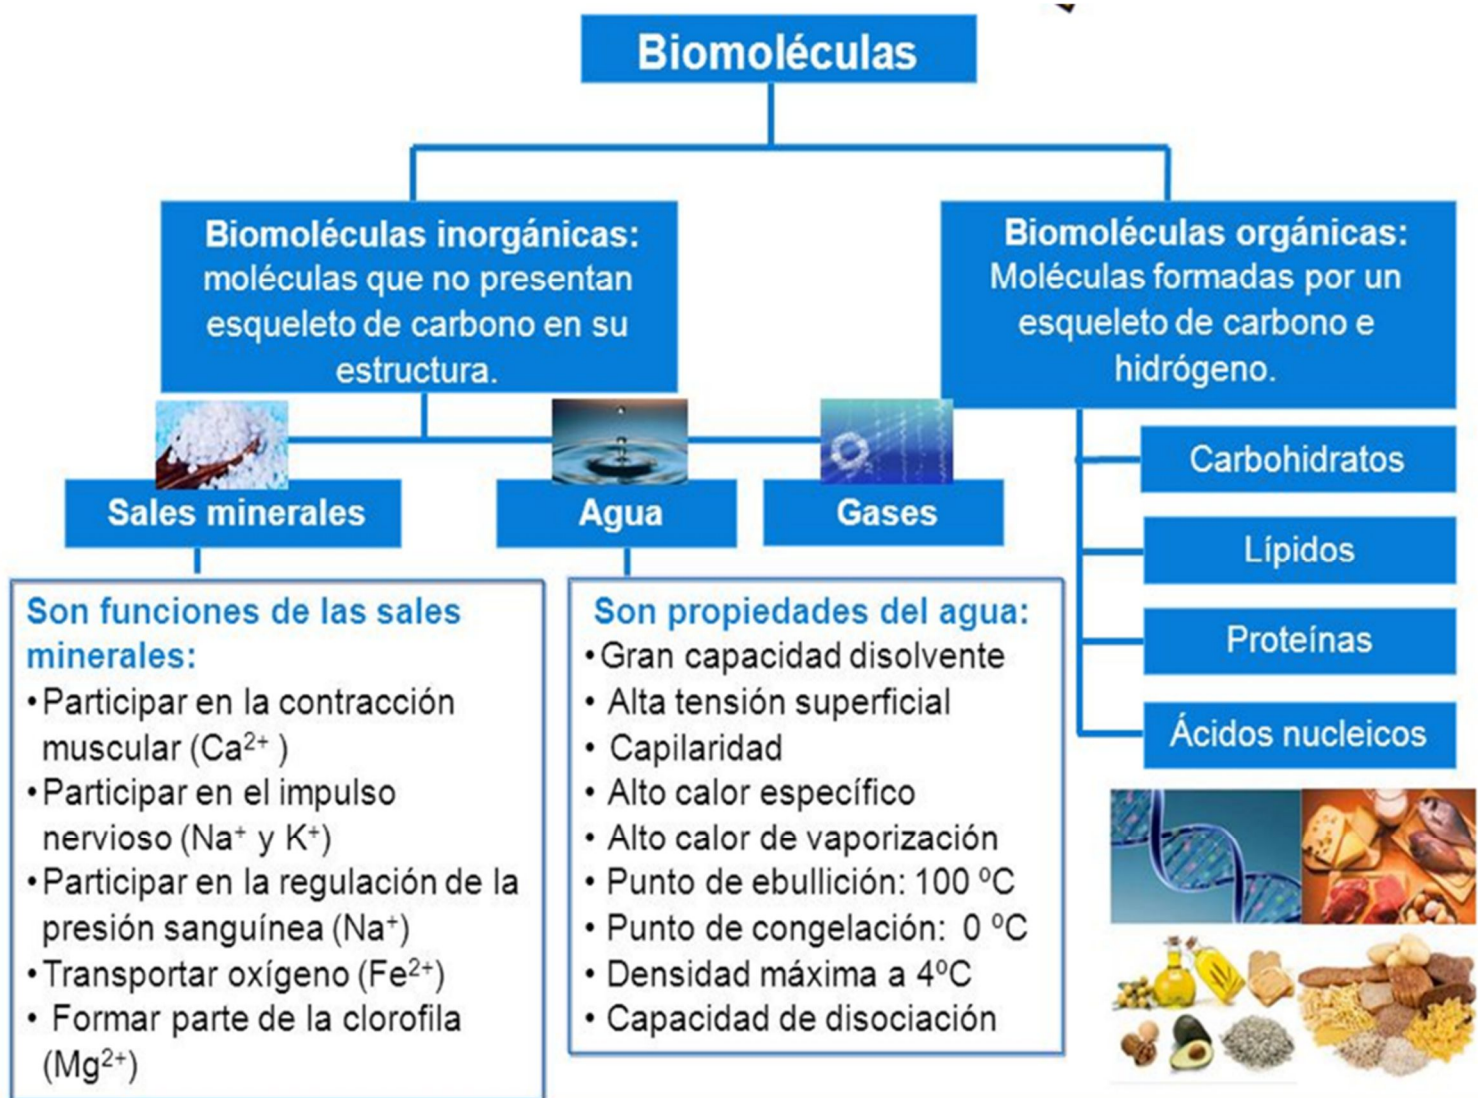 Biomoléculas
Biomoléculas inorgánicas:
moléculas que no presentan
esqueleto de carbono en su
estructura.
Biomoléculas orgánicas:
Moléculas formadas por un
esqueleto de carbono e
hidrógeno.
Sales minerales
Agua
Gases
Carbohidratos
Lípidos
Proteínas
Ácidos nucleicos
Son funciones de las sales
minerales:
•Participar en la contracción
muscular (Ca²⁺ )
•Participar en el impulso
nervioso (Na⁺ y K⁺)
•Participar en la regulación de la
presión sanguínea (Na⁺)
•Transportar oxígeno (Fe²⁺)
• Formar parte de la clorofila
(Mg²⁺)
Son propiedades del agua:
•Gran capacidad disolvente
• Alta tensión superficial
• Capilaridad
• Alto calor específico
• Alto calor de vaporización
• Punto de ebullición: 100 ºC
• Punto de congelación: 0 ºC
• Densidad máxima a 4ºC
• Capacidad de disociación